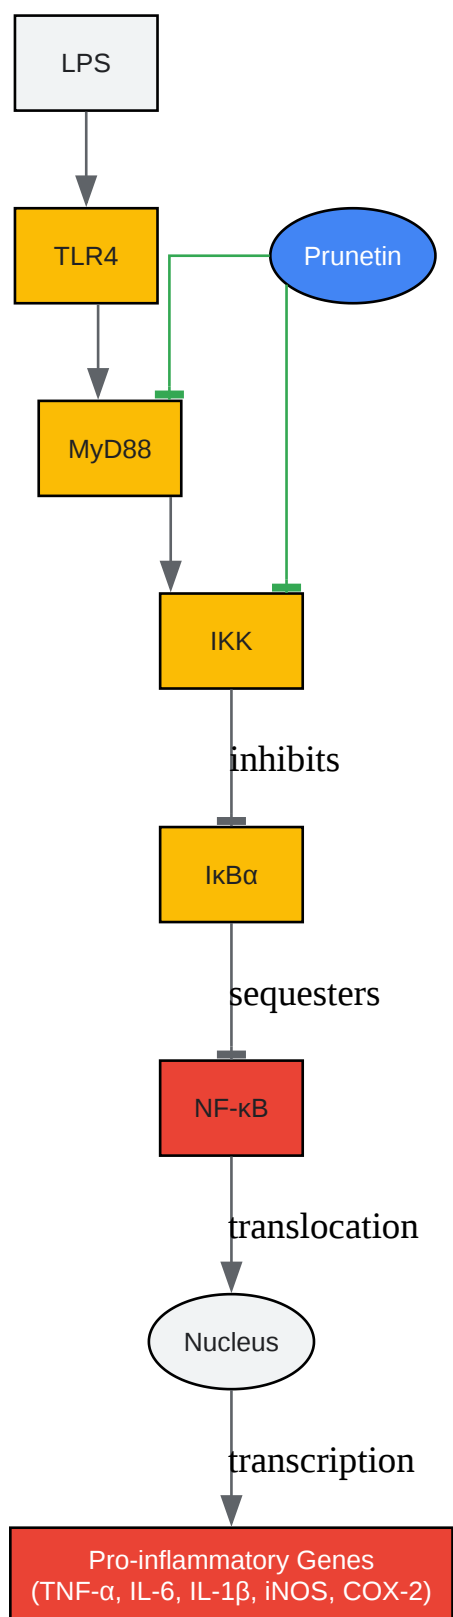 LPS
TLR4
Prunetin
MyD88
IKK
inhibits
IκBα
sequesters
NF-κB
translocation
Nucleus
transcription
Pro-inflammatory Genes
(TNF-α, IL-6, IL-1β, iNOS, COX-2)